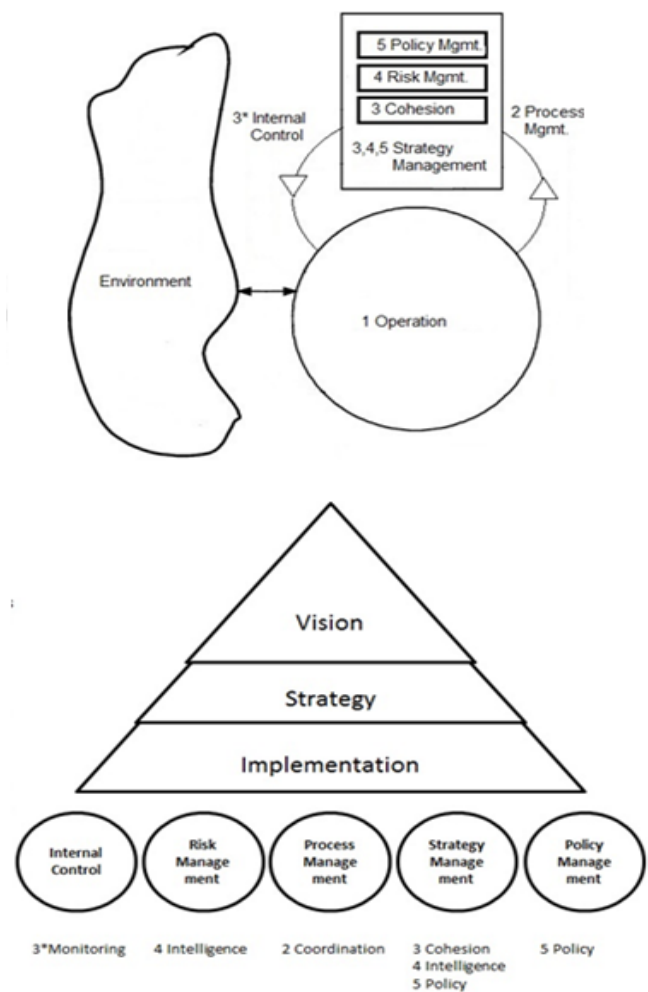 5 Policy Mgmt.
4 Risk Mgmt.
3 Cohesion
3,4,5 Strategy
Management
3* Internal
Control
2 Process
Mgmt.
Environment
1 Operation
Vision
Strategy
Implementation
Internal
Control
Risk
Manage
ment
Process
Manage
ment
Strategy
Manage
ment
Policy
Manage
ment
3*Monitoring
4 Intelligence
2 Coordination
3 Cohesion
4 Intelligence
5 Policy
5 Policy